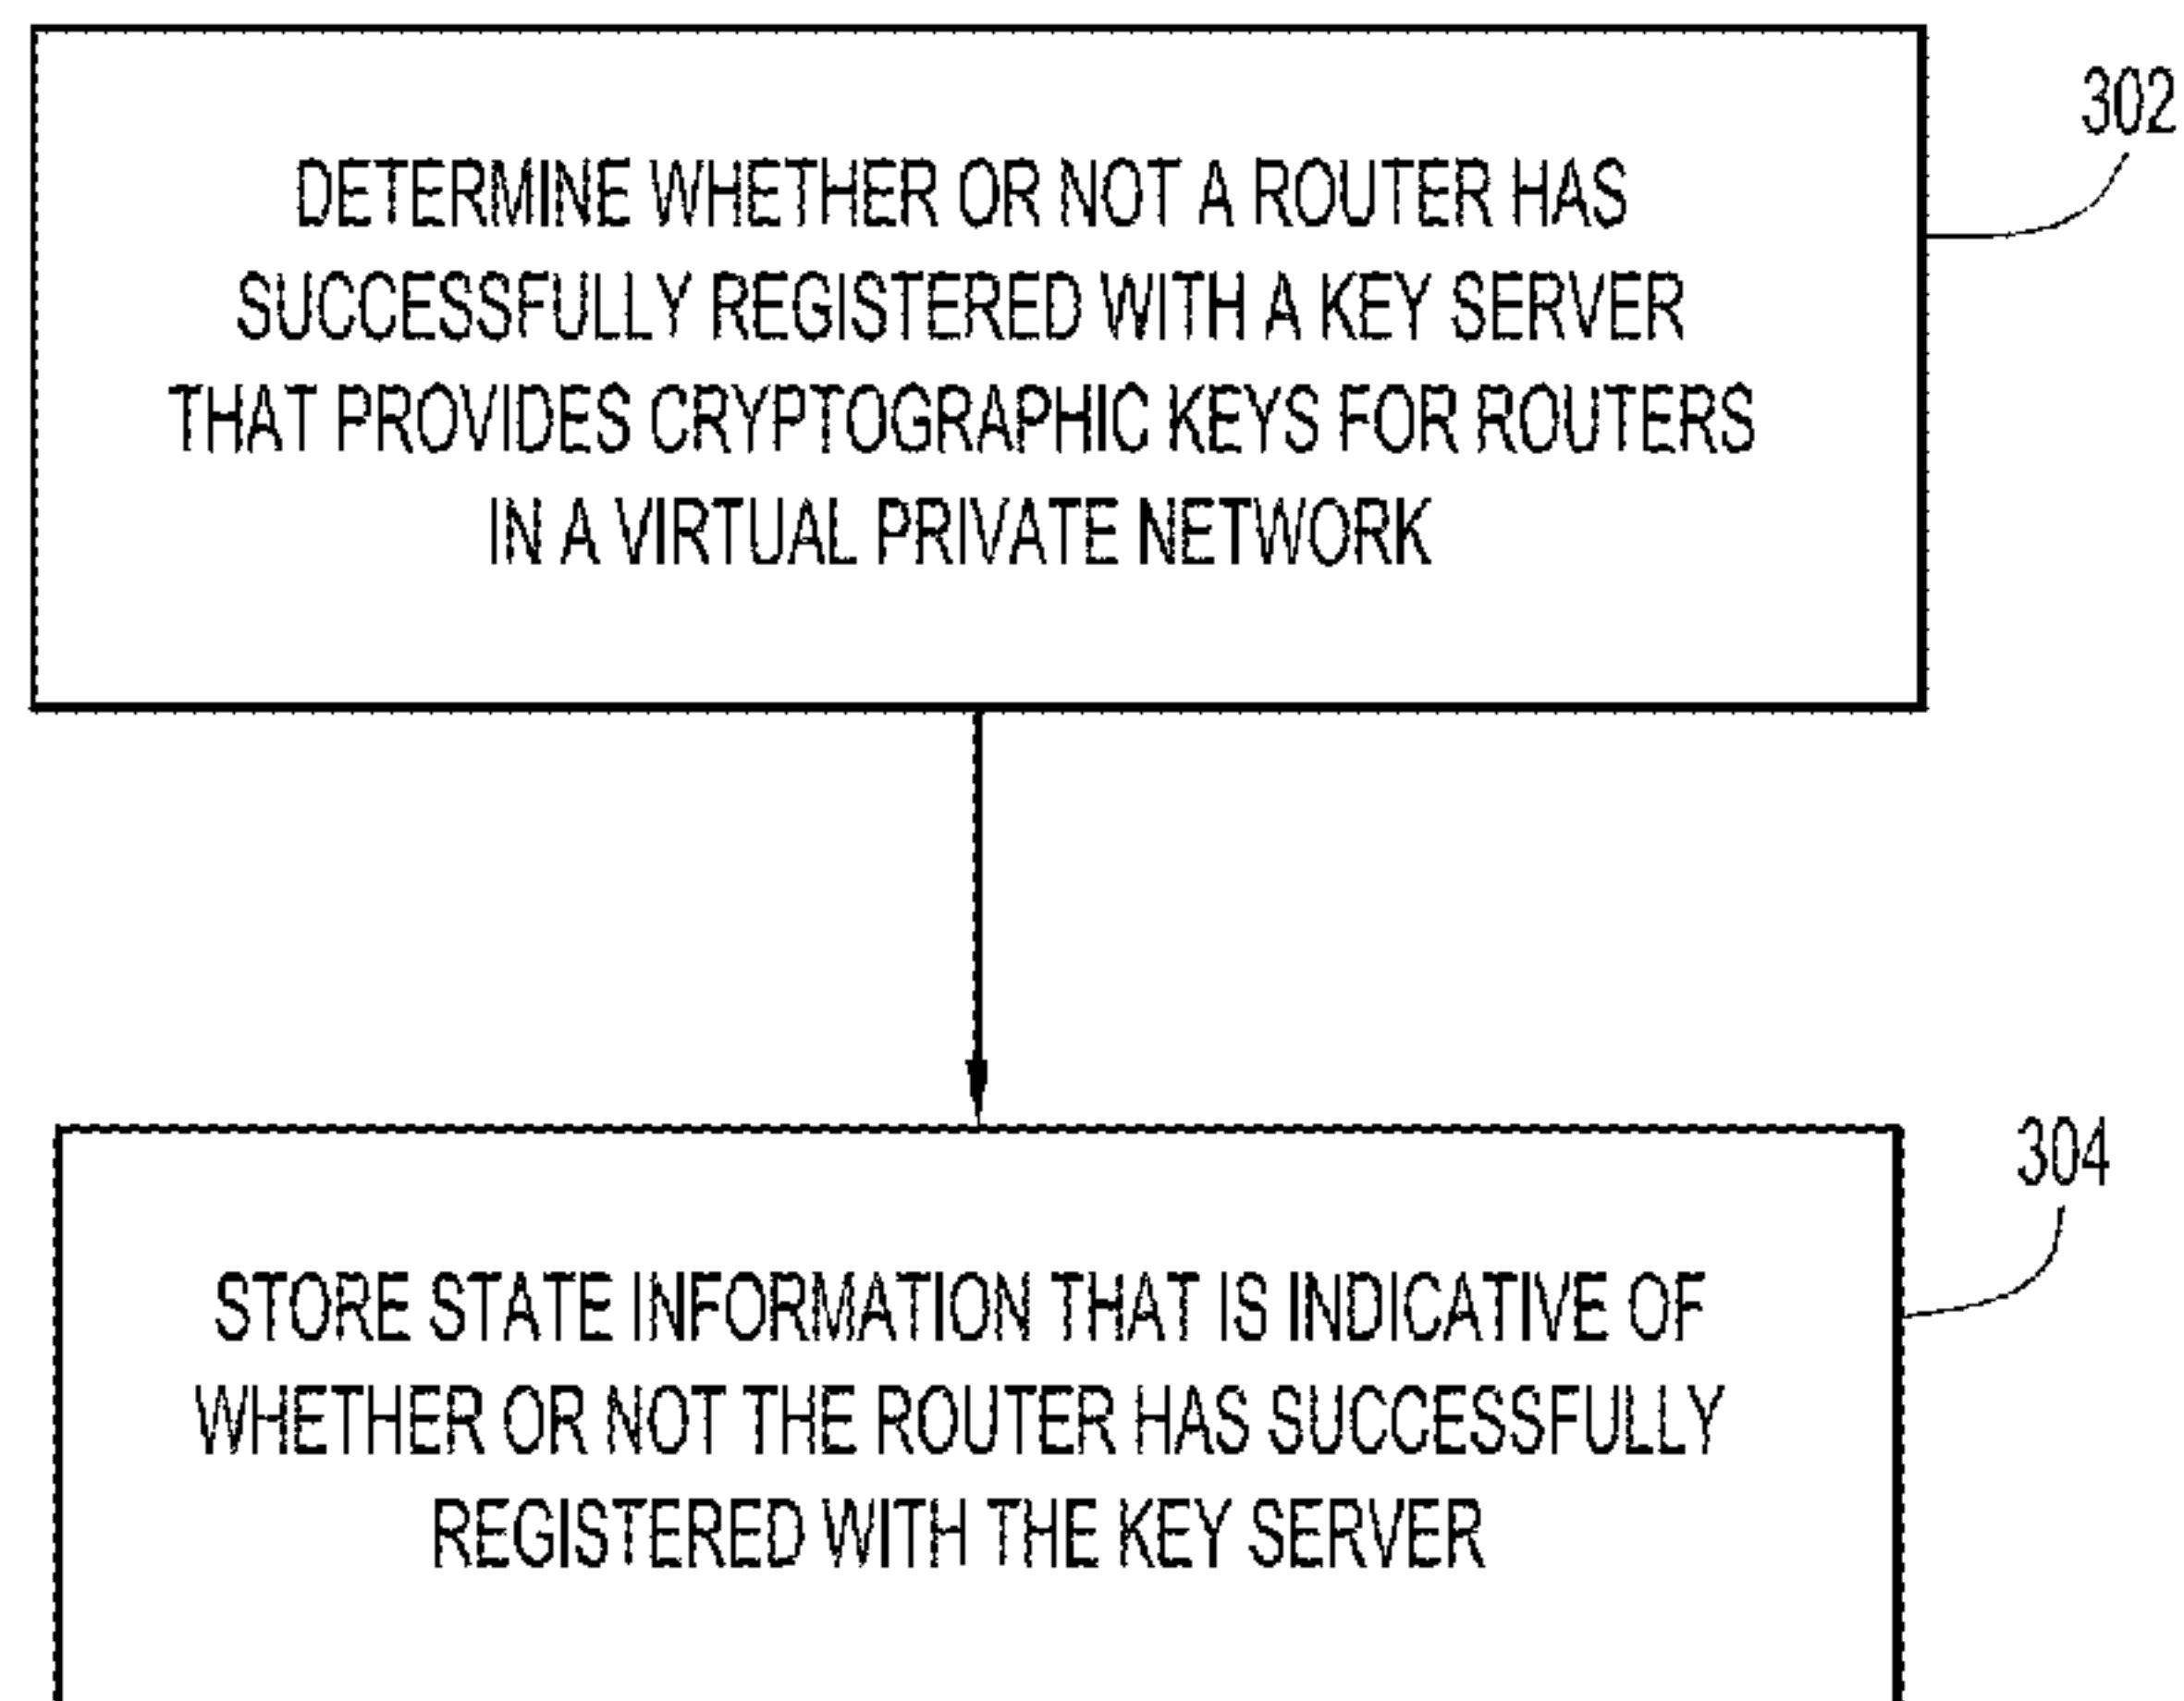 302
DETERMINE WHETHER OR NOT A ROUTER HAS
SUCCESSFULLY REGISTERED WITH A KEY SERVER
THAT PROVIDES CRYPTOGRAPHIC KEYS FOR ROUTERS
IN A VIRTUAL PRIVATE NETWORK
304
STORE STATE INFORMATION THAT IS INDICATIVE OF
WHETHER OR NOT THE ROUTER HAS SUCCESSFULLY
REGISTERED WITH THE KEY SERVER